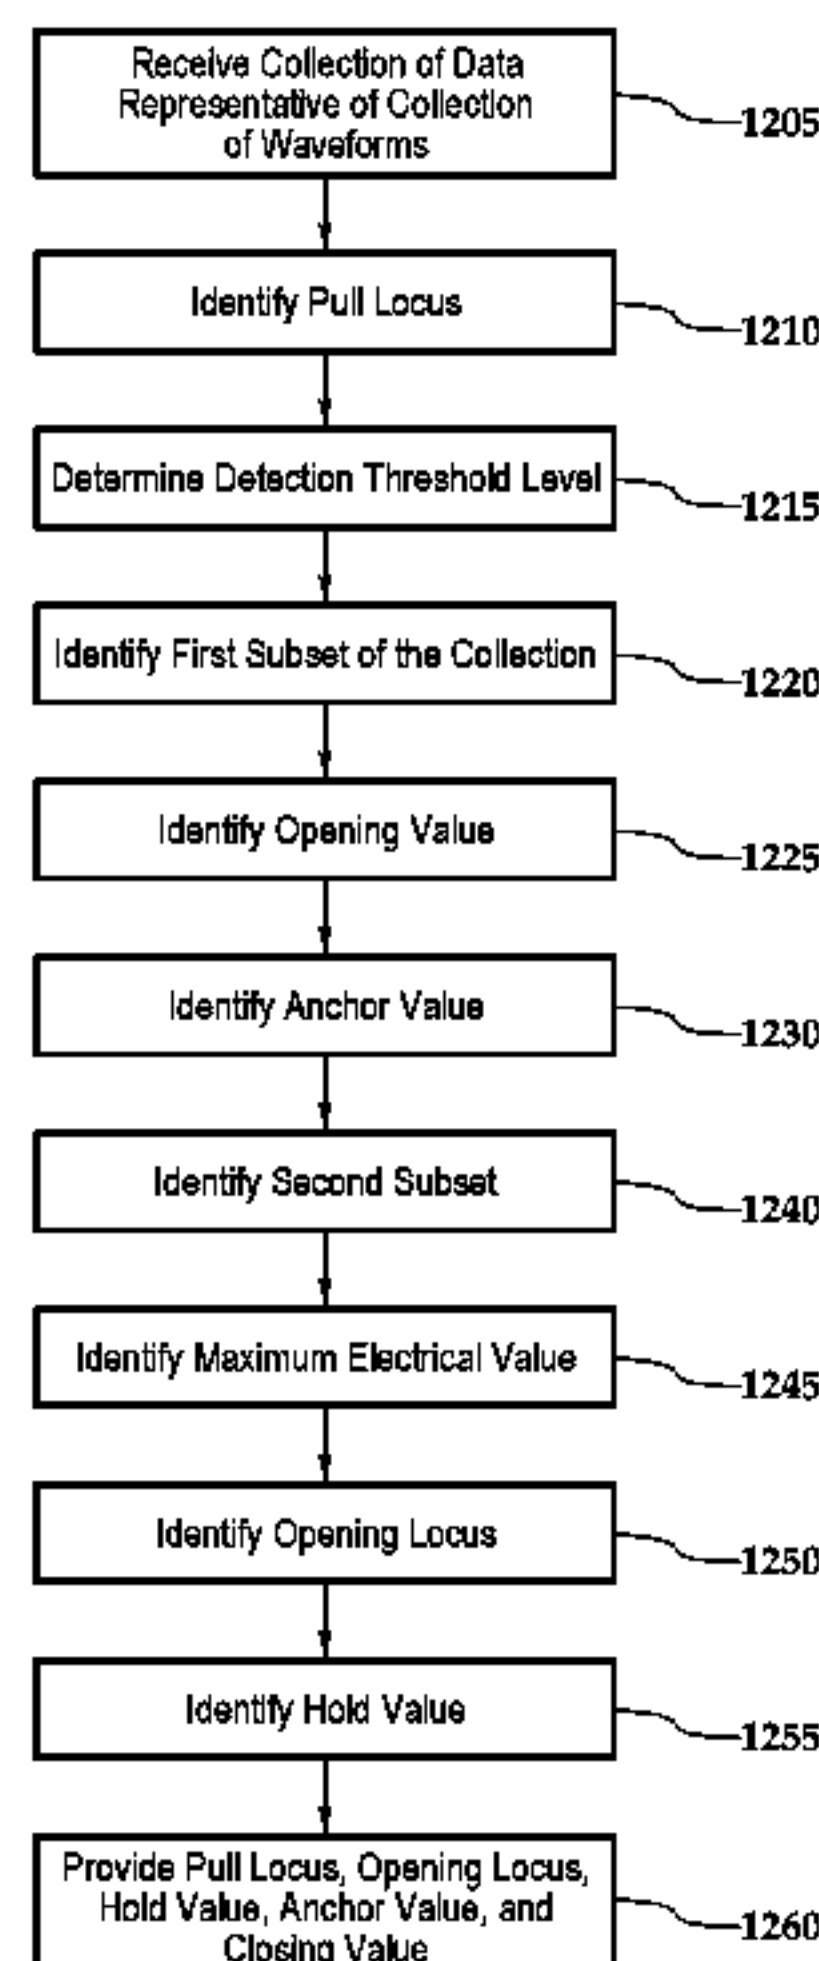 Receive Collection of Data
Representative of Collection
of Waveforms
1205
Identify Pull Locus
1210
Determine Detection Threshold Level
1215
Identify First Subset of the Collection
1220
Identify Opening Value
1225
Identify Anchor Value
1230
Identify Second Subset
1240
Identify Maximum Electrical Value
1245
Identify Opening Locus
1250
Identify Hold Value
1255
Provide Pull Locus, Opening Locus,
Hold Value, Anchor Value, and
Closing Value
1260